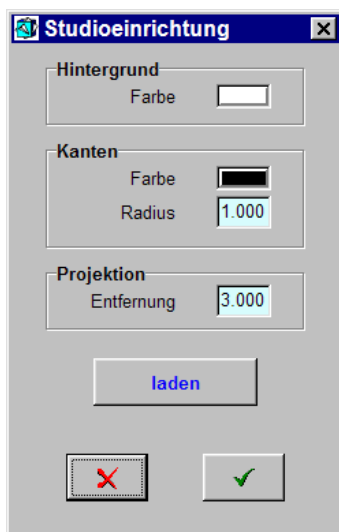 Studioeinrichtung
Hintergrund
Farbe
Kanten
Farbe
Radius 1.000
Projektion
Entfernung 3.000
laden